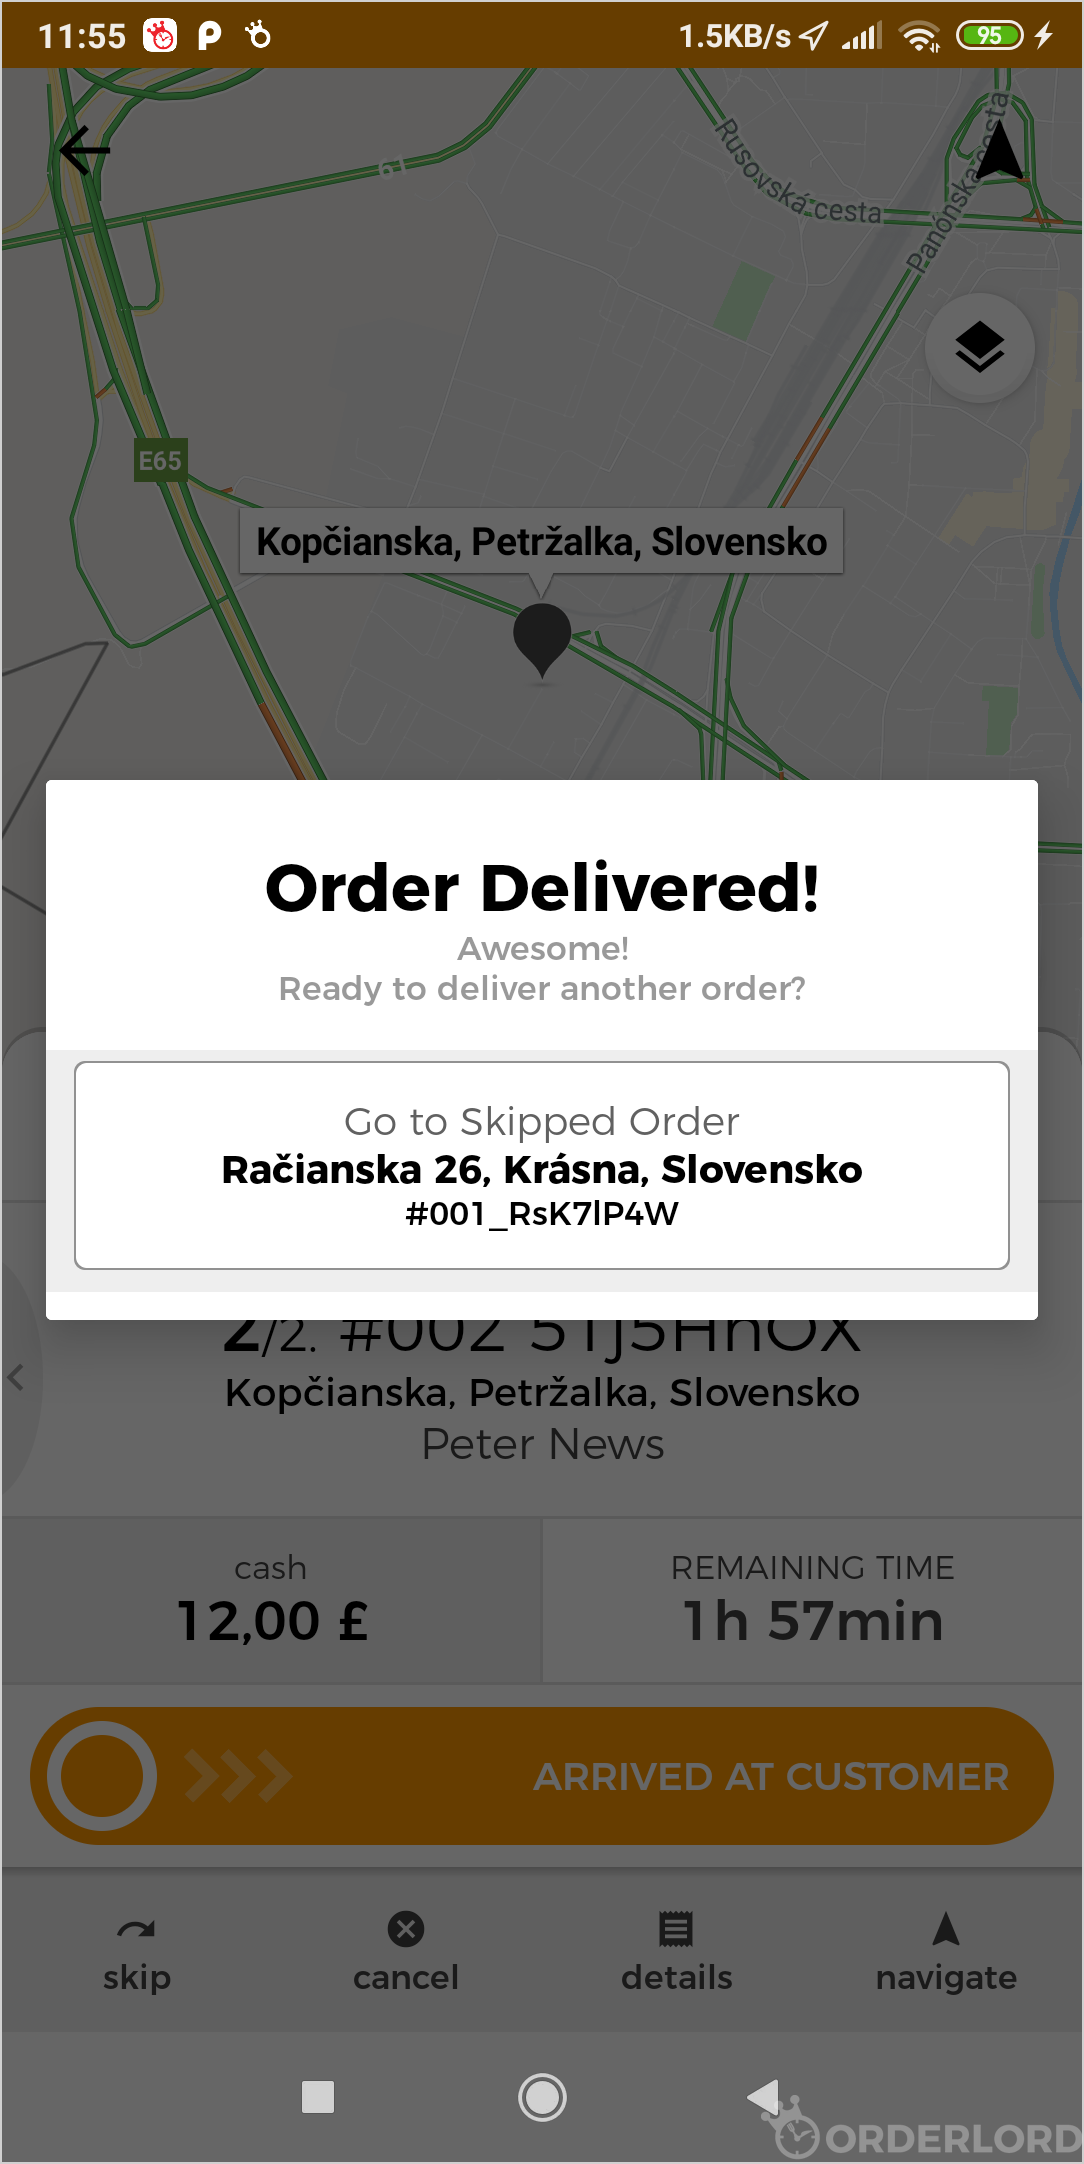 11:55
1.5KB/s
95
61
Rusovská cesta
Panónska cesta
E65
Kopčianska, Petržalka, Slovensko
Order Delivered!
Awesome!
Ready to deliver another order?
Go to Skipped Order
Račianska 26, Krásna, Slovensko
#001_RsK7lP4W
2/2. #002 51j5HhOX
Kopčianska, Petržalka, Slovensko
Peter News
cash
12,00 £
REMAINING TIME
1h 57min
ARRIVED AT CUSTOMER
skip
cancel
details
navigate
ORDERLORD